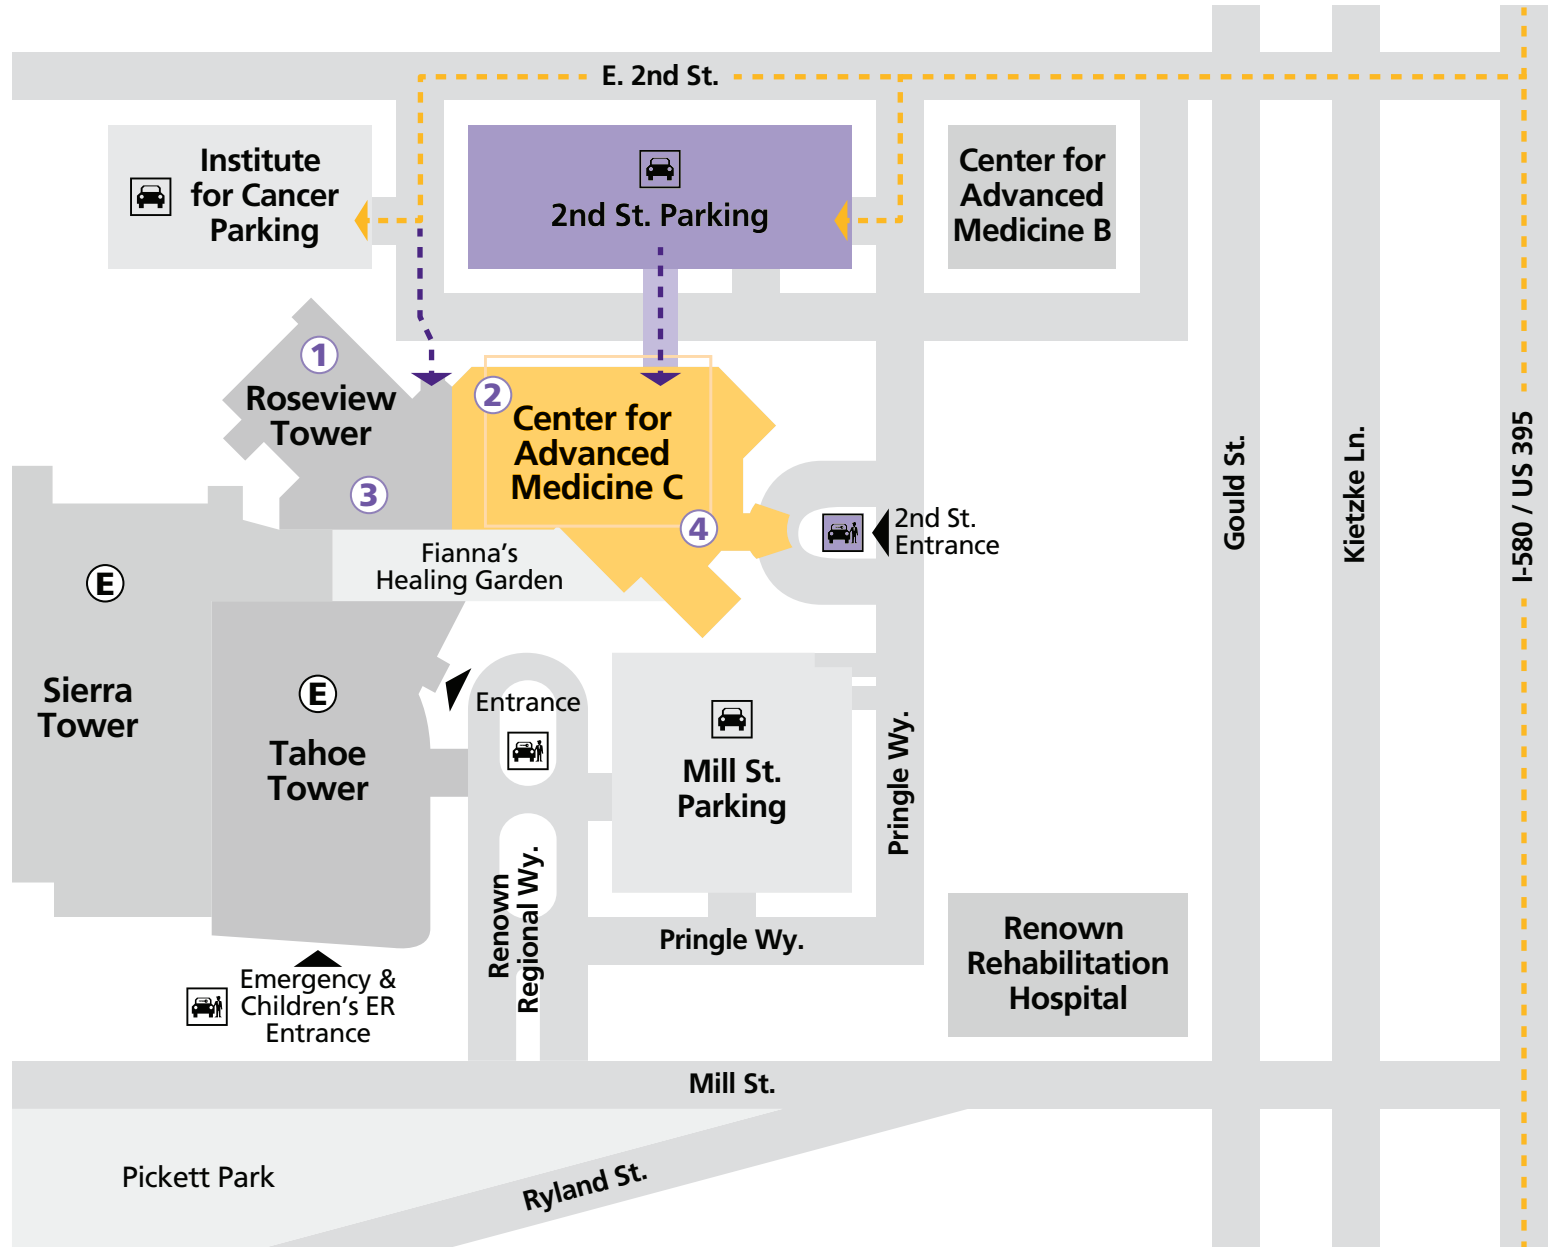 E. 2nd St.
Institute
for Cancer
Parking
2nd St. Parking
Center for
Advanced
Medicine B
1
Roseview
Tower
2
Center for
Advanced
Medicine C
3
4
2nd St.
Entrance
Gould St.
Kietzke Ln.
I-580 / US 395
Fianna's
Healing Garden
E
Sierra
Tower
E
Tahoe
Tower
Entrance
Mill St.
Parking
Pringle Wy.
Renown
Regional Wy.
Pringle Wy.
Renown
Rehabilitation
Hospital
Emergency &
Children's ER
Entrance
Mill St.
Pickett Park
Ryland St.